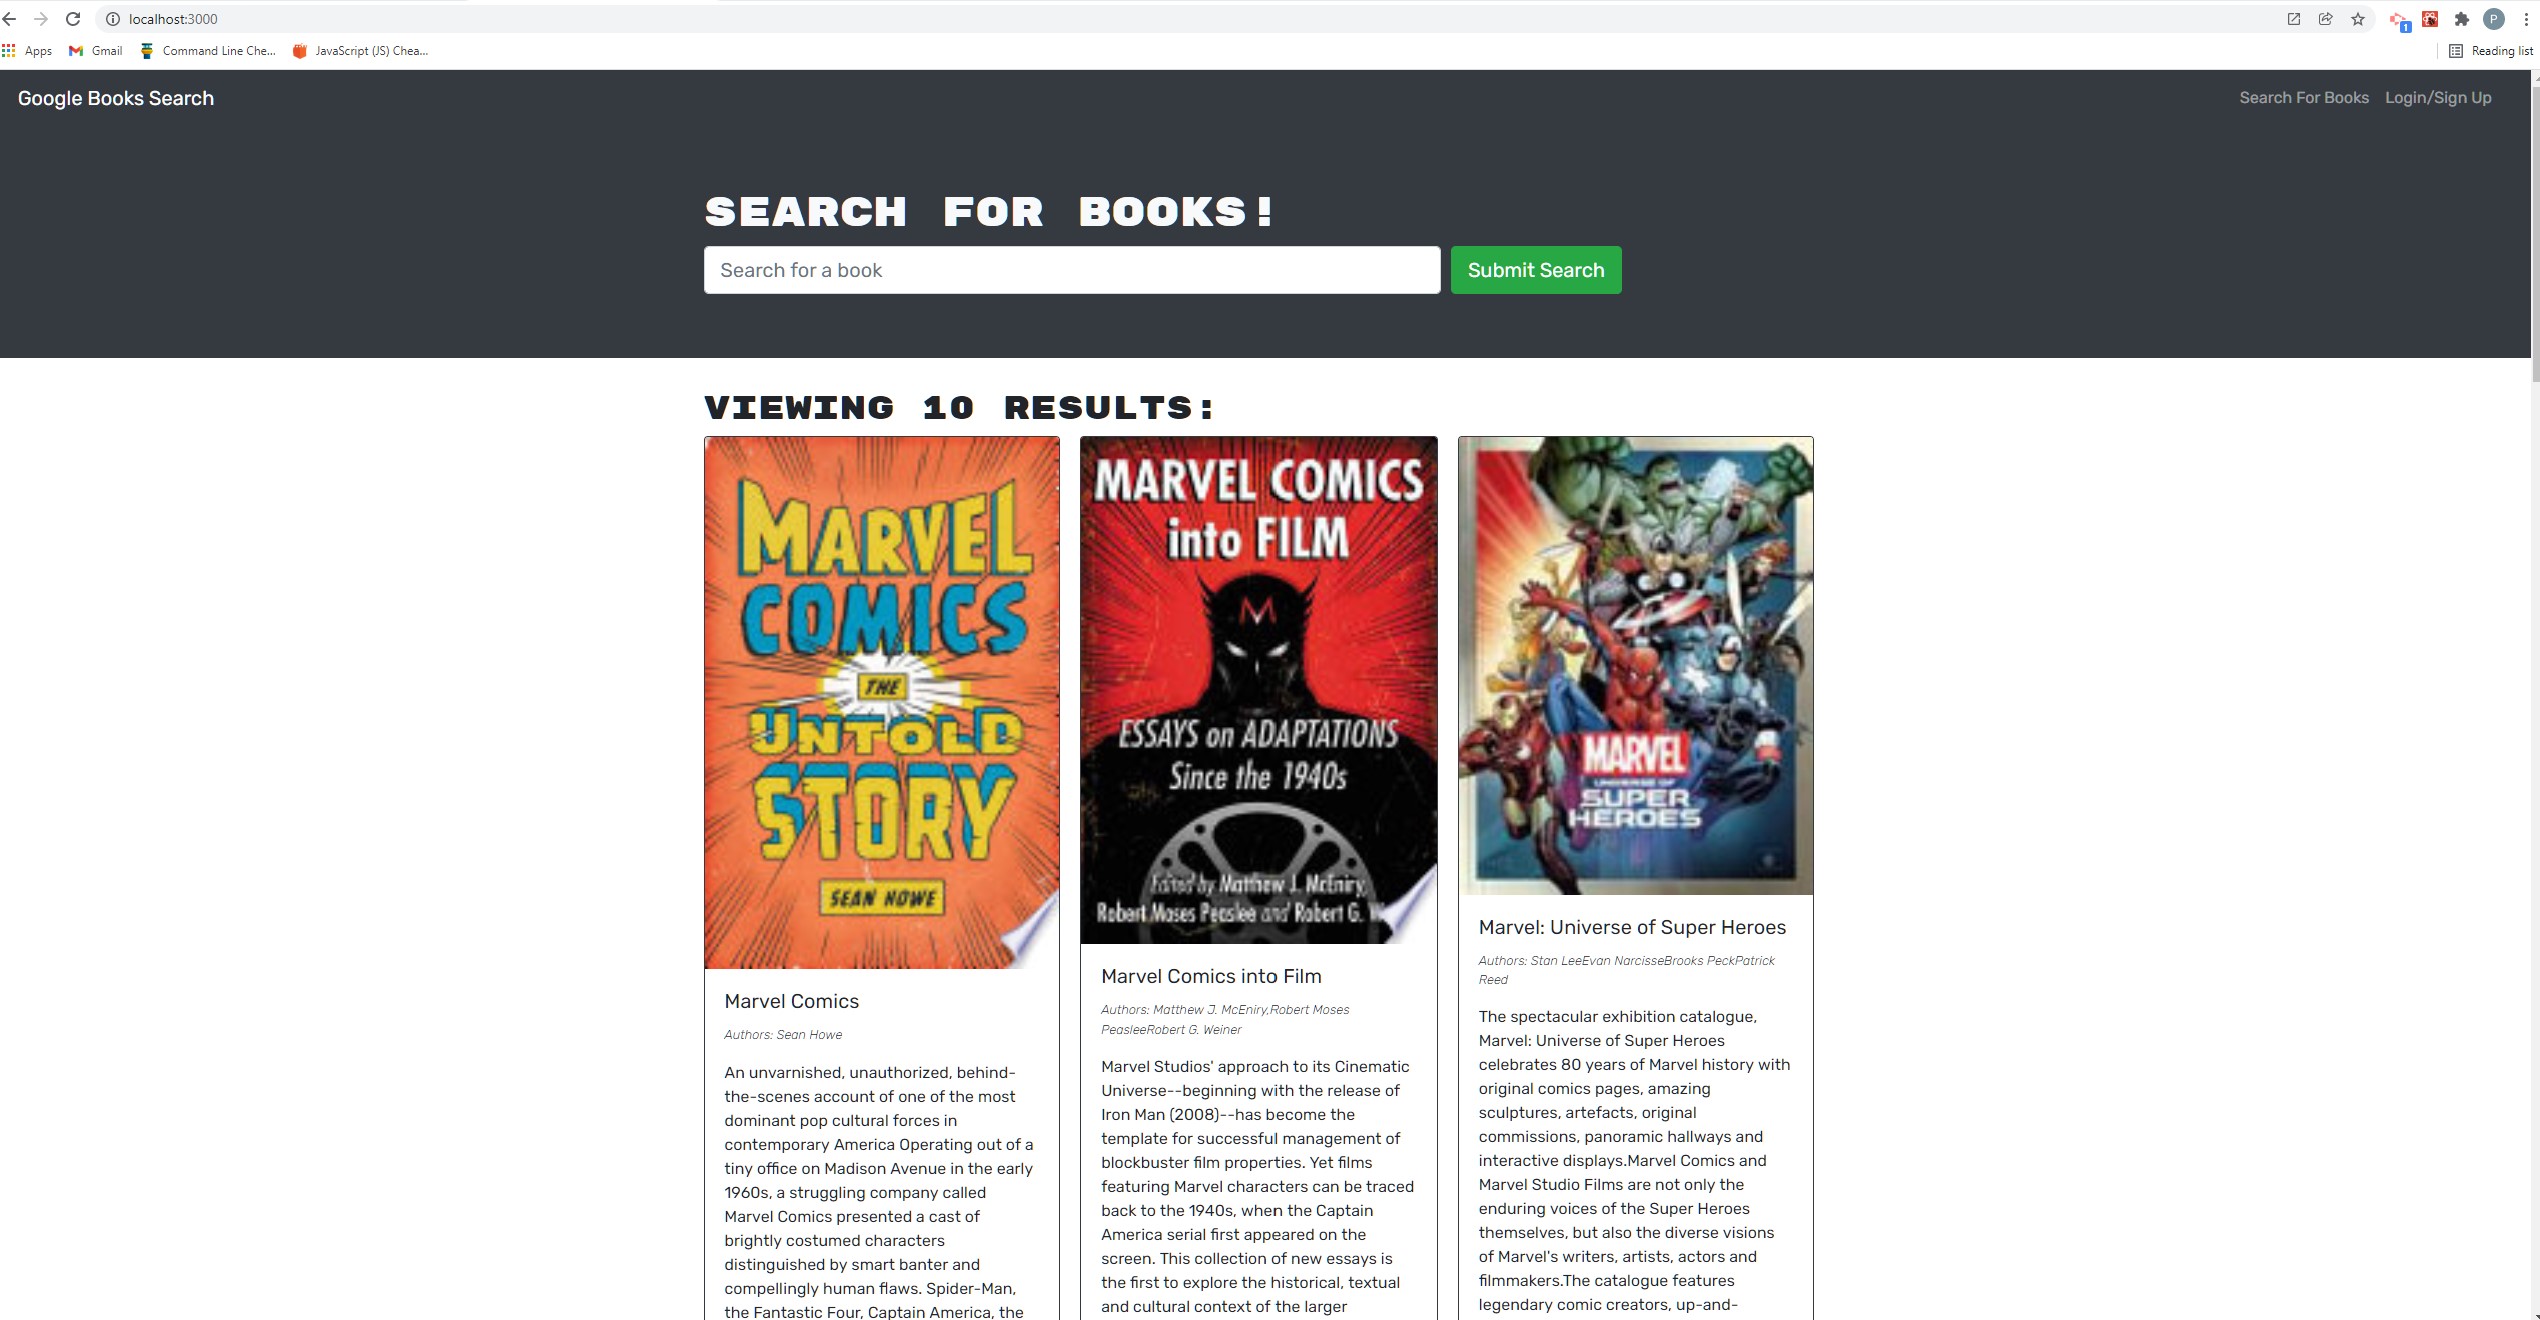 localhost:3000
Apps
Gmail
Command Line Che...
JavaScript (JS) Chea...
Reading list
Google Books Search
Search For Books
Login/Sign Up
SEARCH FOR BOOKS!
Search for a book
Submit Search
VIEWING 10 RESULTS:
MARVEL
COMICS
THE
UNTOLD
STORY
SEAN HOWE
Marvel Comics
Authors: Sean Howe
An unvarnished, unauthorized, behind-
the-scenes account of one of the most
dominant pop cultural forces in
contemporary America Operating out of a
tiny office on Madison Avenue in the early
1960s, a struggling company called
Marvel Comics presented a cast of
brightly costumed characters
distinguished by smart banter and
compellingly human flaws. Spider-Man,
the Fantastic Four, Captain America, the
MARVEL COMICS
into FILM
M
ESSAYS on ADAPTATIONS
Since the 1940s
Edited by Matthew J. McEniry,
Robert Moses Peaslee and Robert G.
Marvel Comics into Film
Authors: Matthew J. McEniry,Robert Moses
PeasleeRobert G. Weiner
Marvel Studios' approach to its Cinematic
Universe--beginning with the release of
Iron Man (2008)--has become the
template for successful management of
blockbuster film properties. Yet films
featuring Marvel characters can be traced
back to the 1940s, when the Captain
America serial first appeared on the
screen. This collection of new essays is
the first to explore the historical, textual
and cultural context of the larger
MARVEL
UNIVERSE OF
SUPER
HEROES
Marvel: Universe of Super Heroes
Authors: Stan LeeEvan NarcisseBrooks PeckPatrick
Reed
The spectacular exhibition catalogue,
Marvel: Universe of Super Heroes
celebrates 80 years of Marvel history with
original comics pages, amazing
sculptures, artefacts, original
commissions, panoramic hallways and
interactive displays.Marvel Comics and
Marvel Studio Films are not only the
enduring voices of the Super Heroes
themselves, but also the diverse visions
of Marvel's writers, artists, actors and
filmmakers.The catalogue features
legendary comic creators, up-and-